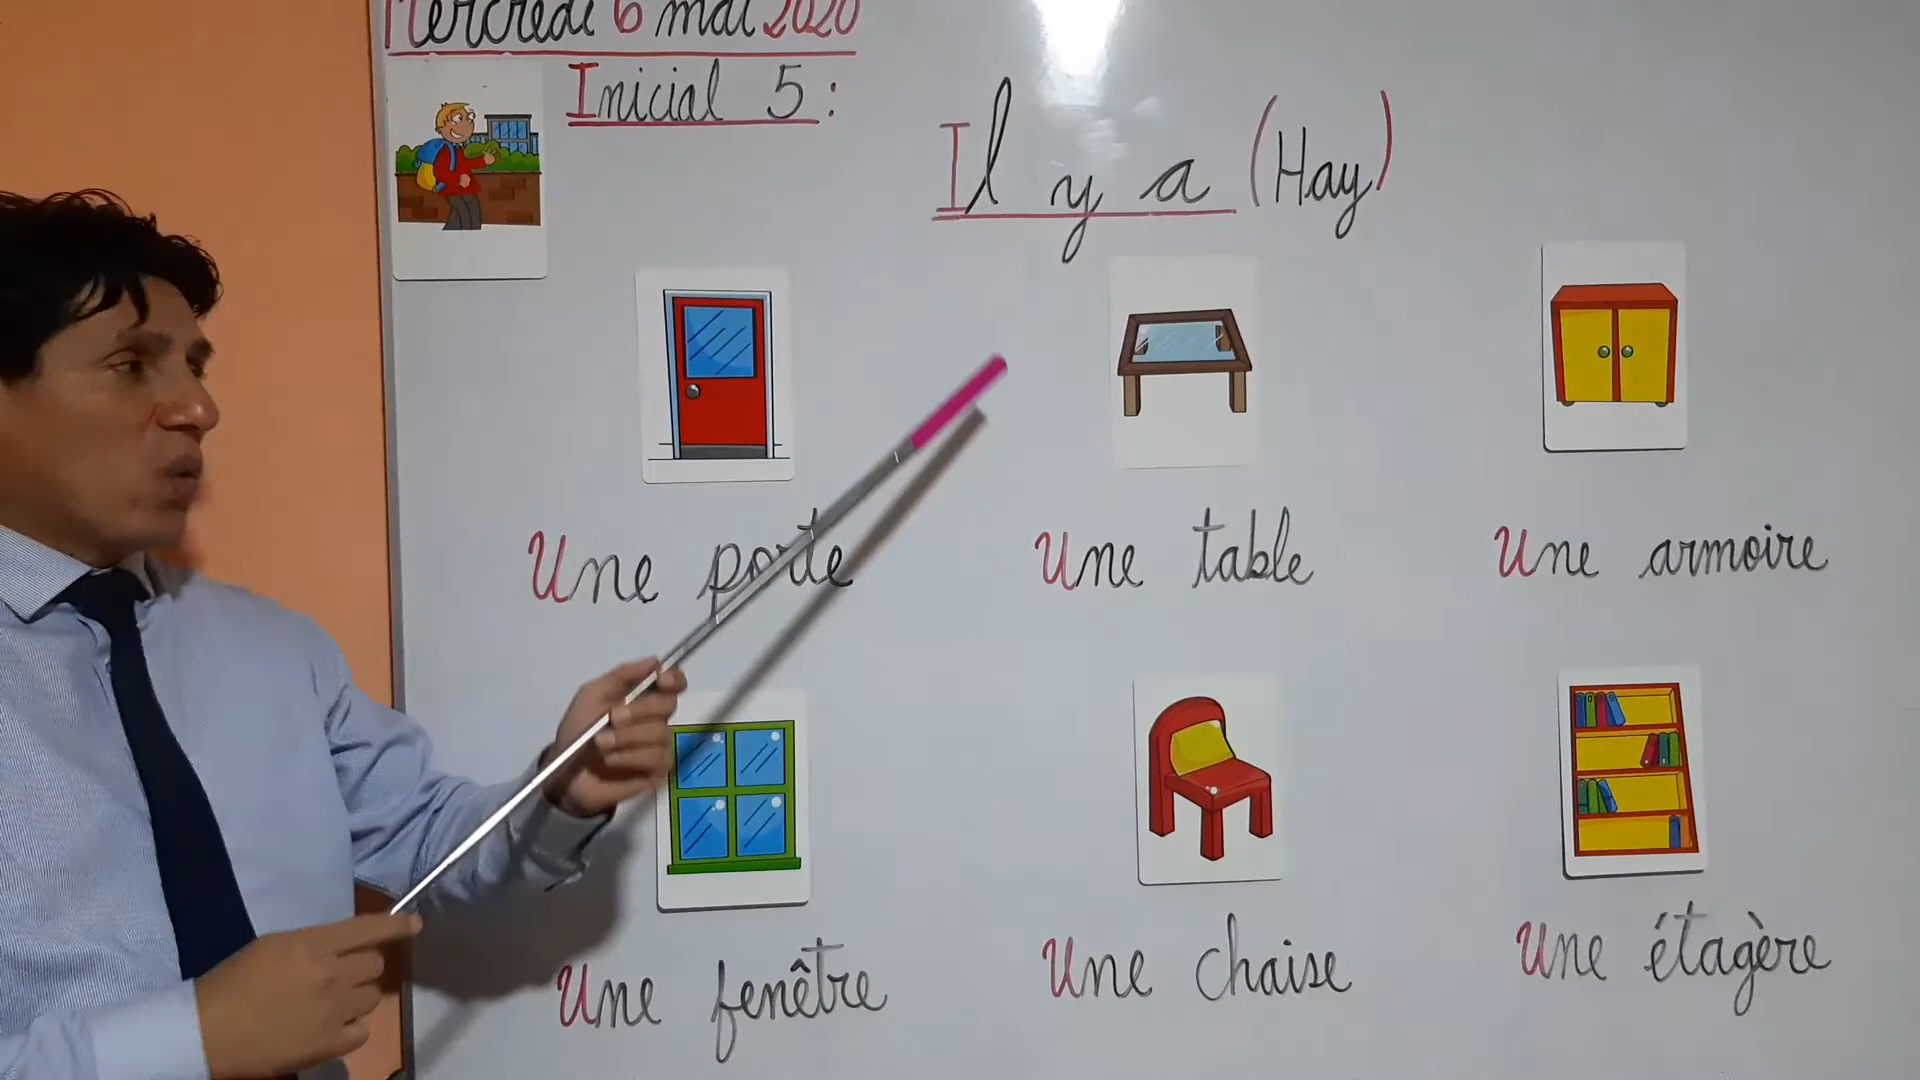 Mercredi 6 mai 2020
Inicial 5:
Il y a (Hay)
Une porte
Une table
Une armoire
Une fenêtre
Une chaise
Une étagère